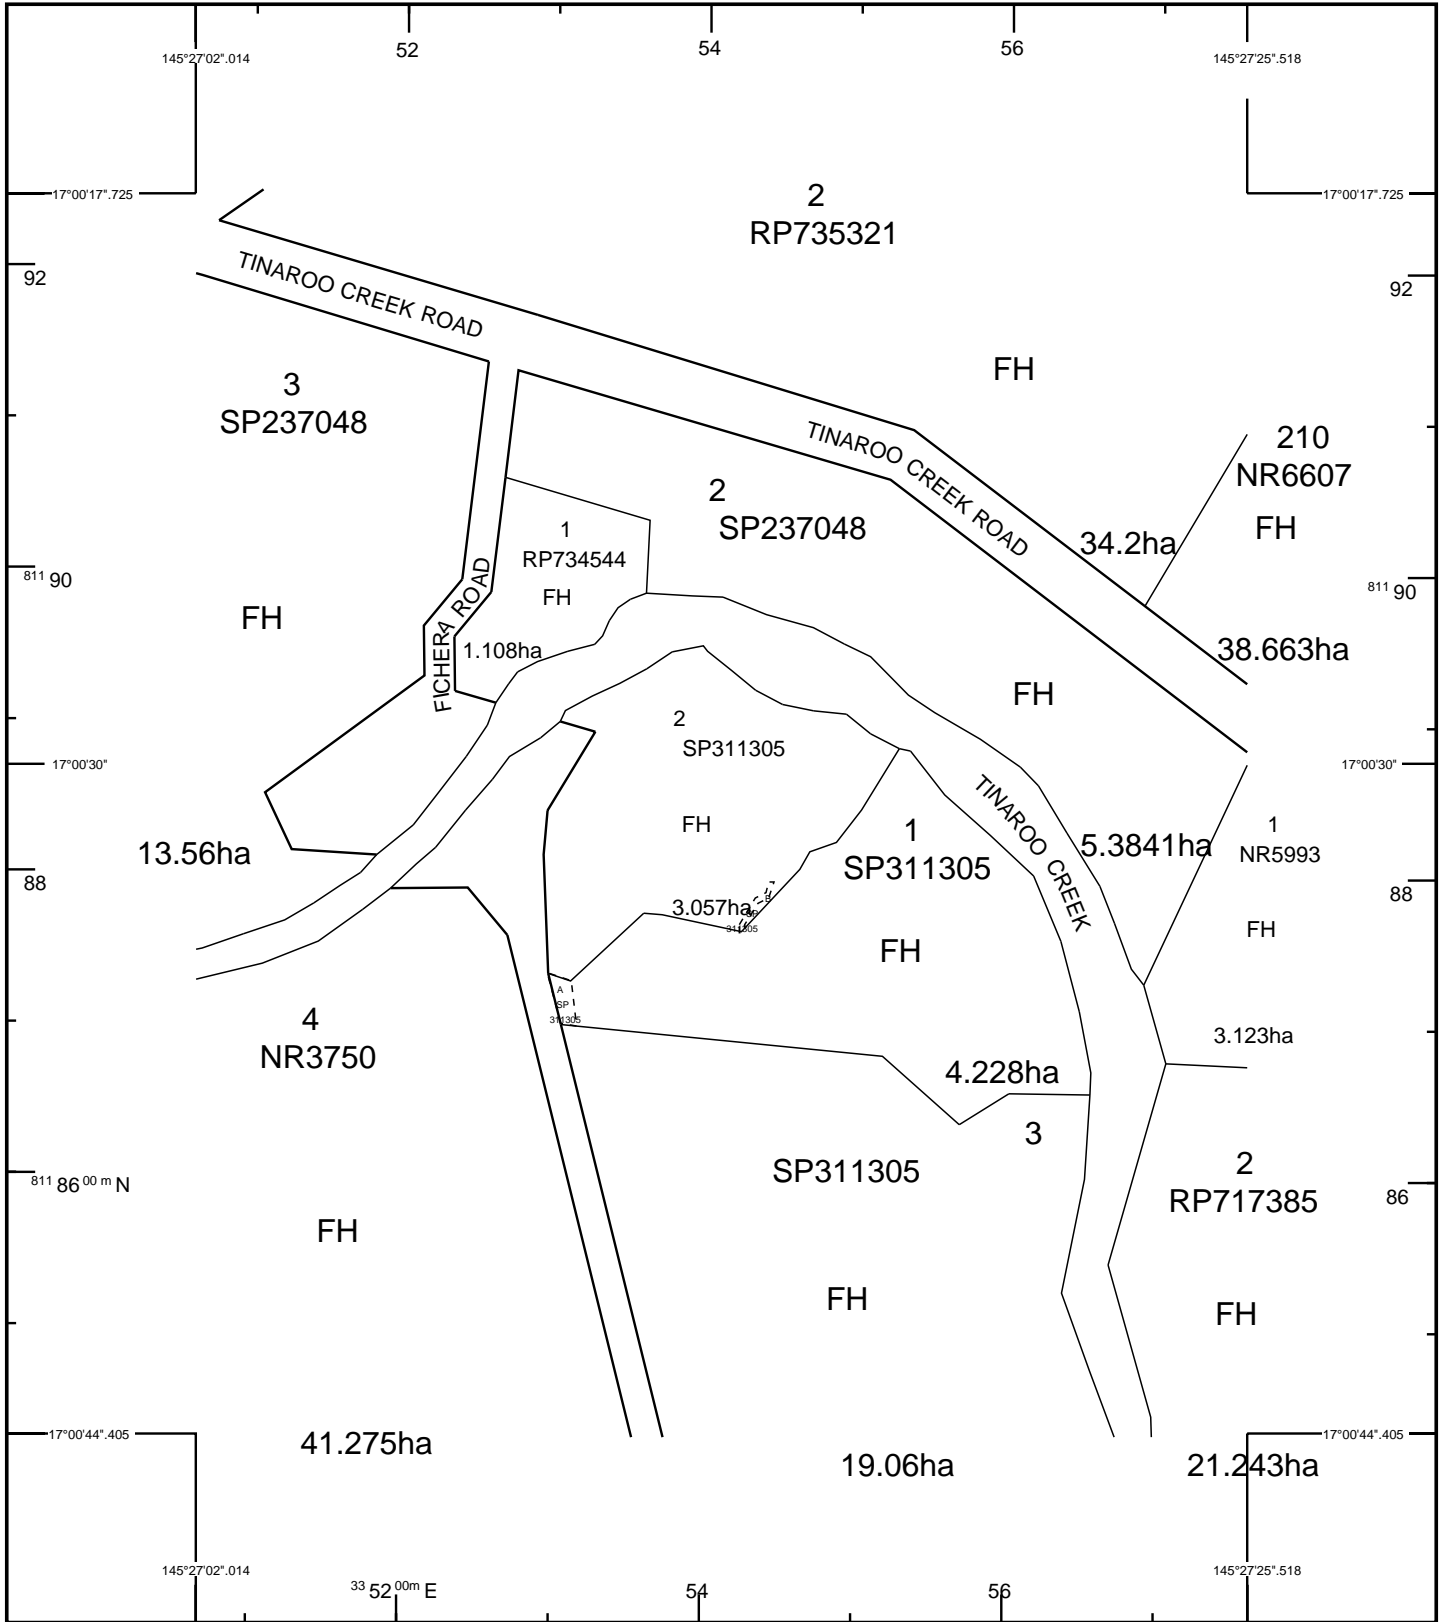 52
54
56
145°27'02".014
145°27'25".518
17°00'17".725
17°00'17".725
2
RP735321
TINAROO CREEK ROAD
92
92
FH
3
SP237048
TINAROO CREEK ROAD
210
NR6607
FH
2
SP237048
34.2ha
1
RP734544
FH
811 90
811 90
FICHERA ROAD
FH
1.108ha
38.663ha
FH
2
SP311305
17°00'30"
17°00'30"
TINAROO CREEK
FH
1
SP311305
5.3841ha
1
NR5993
13.56ha
88
88
3.057ha
B
SP
311305
FH
FH
A
SP
311305
4
NR3750
3.123ha
4.228ha
3
SP311305
2
RP717385
811 86 00 m N
86
FH
FH
FH
17°00'44".405
17°00'44".405
41.275ha
19.06ha
21.243ha
145°27'02".014
145°27'25".518
33 52 00m E
54
56